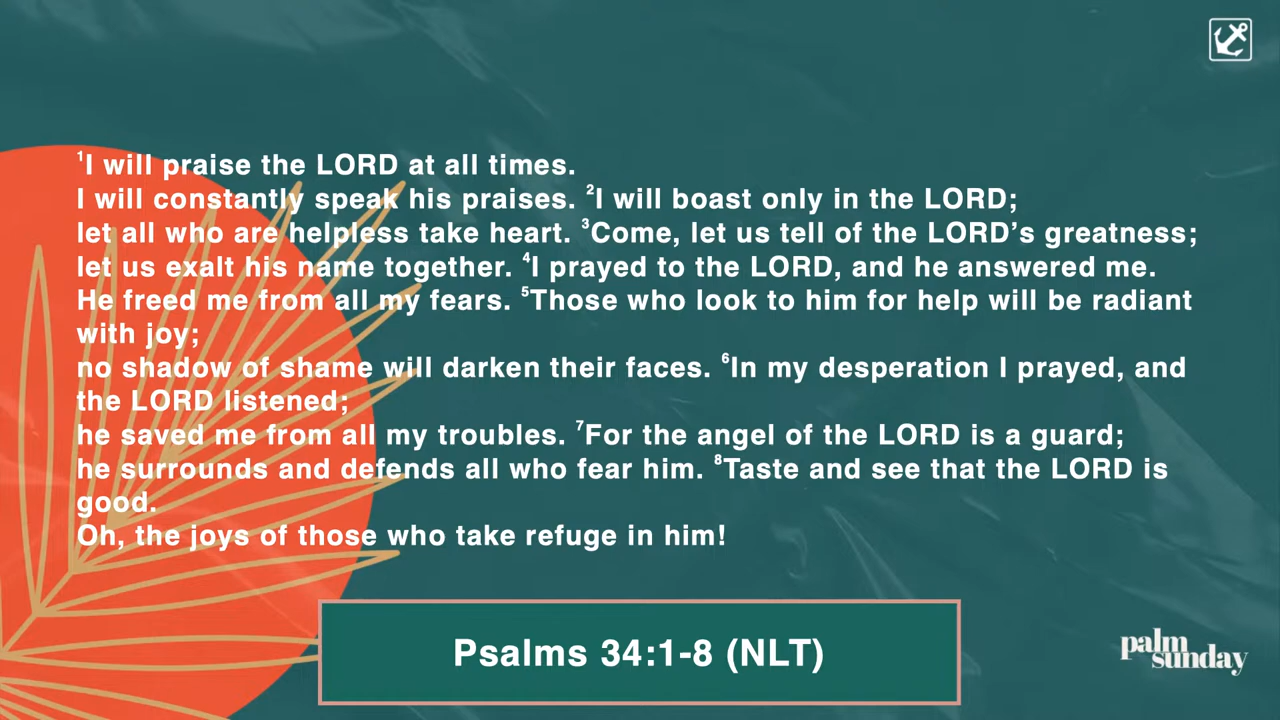 ¹I will praise the LORD at all times.
I will constantly speak his praises. ²I will boast only in the LORD;
let all who are helpless take heart. ³Come, let us tell of the LORD’s greatness;
let us exalt his name together. ⁴I prayed to the LORD, and he answered me.
He freed me from all my fears. ⁵Those who look to him for help will be radiant
with joy;
no shadow of shame will darken their faces. ⁶In my desperation I prayed, and
the LORD listened;
he saved me from all my troubles. ⁷For the angel of the LORD is a guard;
he surrounds and defends all who fear him. ⁸Taste and see that the LORD is
good.
Oh, the joys of those who take refuge in him!
Psalms 34:1-8 (NLT)
palm
sunday